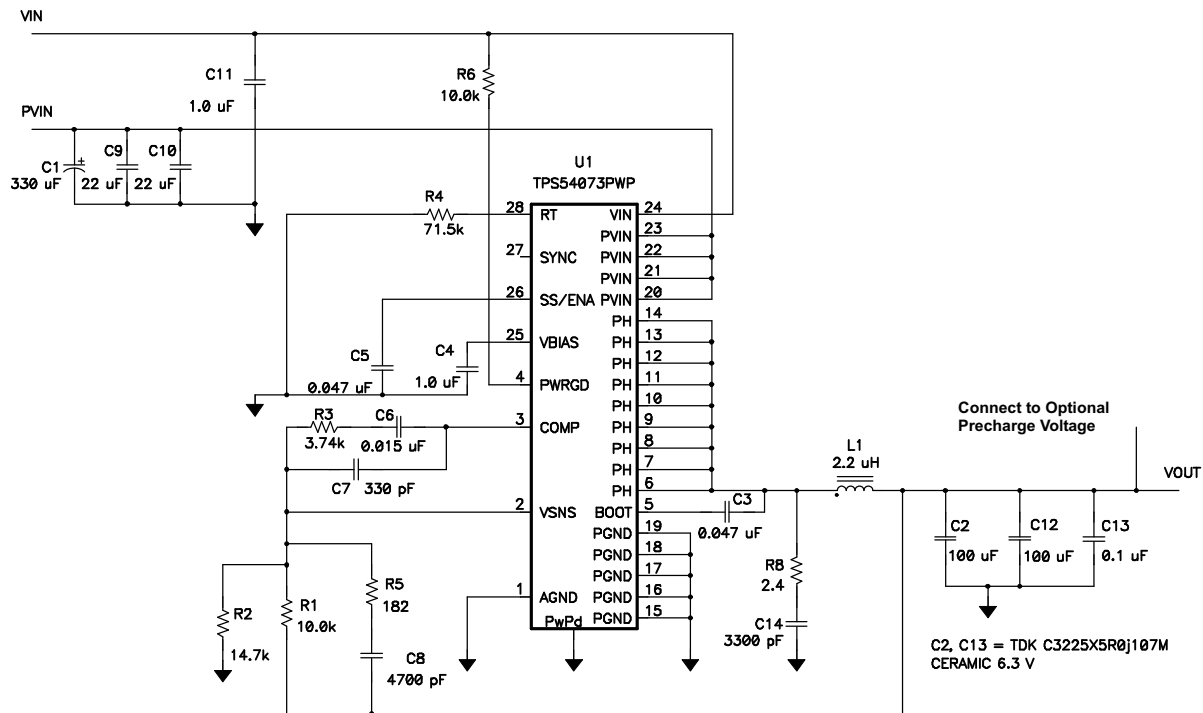 VIN
C11
1.0 uF
R6
10.0k
PVIN
C1
330 uF
+
C9
22 uF
C10
22 uF
U1
TPS54073PWP
R4
71.5k
28
RT
VIN
24
PVIN
23
27
SYNC
PVIN
22
PVIN
21
26
SS/ENA
PVIN
20
PH
14
25
VBIAS
PH
13
PH
12
C5
0.047 uF
C4
1.0 uF
4
PWRGD
PH
11
PH
10
R3
3.74k
C6
0.015 uF
3
COMP
PH
9
PH
8
C7
330 pF
PH
7
PH
6
2
VSNS
BOOT
5
C3
0.047 uF
PGND
19
PGND
18
PGND
17
1
AGND
PGND
16
PGND
15
PwPd
L1
2.2 uH
Connect to Optional
Precharge Voltage
VOUT
C2
100 uF
C12
100 uF
C13
0.1 uF
R8
2.4
C14
3300 pF
R2
14.7k
R1
10.0k
R5
182
C8
4700 pF
C2, C13 = TDK C3225X5R0j107M
CERAMIC 6.3 V